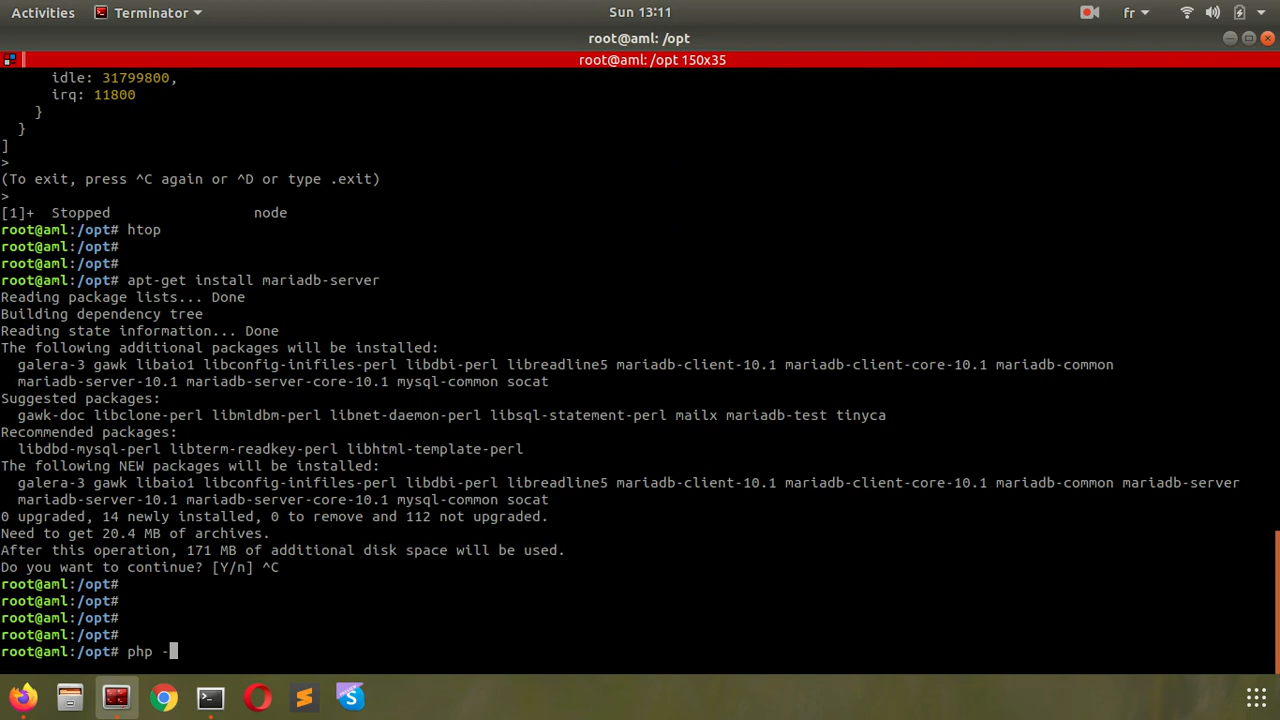 Activities Terminator Sun 13:11 fr
root@aml: /opt
root@aml: /opt 150x35
idle: 31799800,
irq: 11800
}
}
]
>
(To exit, press ^C again or ^D or type .exit)
>
[1]+  Stopped                 node
root@aml:/opt# htop
root@aml:/opt#
root@aml:/opt#
root@aml:/opt# apt-get install mariadb-server
Reading package lists... Done
Building dependency tree
Reading state information... Done
The following additional packages will be installed:
galera-3 gawk libaio1 libconfig-inifiles-perl libdbi-perl libreadline5 mariadb-client-10.1 mariadb-client-core-10.1 mariadb-common
mariadb-server-10.1 mariadb-server-core-10.1 mysql-common socat
Suggested packages:
gawk-doc libclone-perl libmldbm-perl libnet-daemon-perl libsql-statement-perl mailx mariadb-test tinyca
Recommended packages:
libdbd-mysql-perl libterm-readkey-perl libhtml-template-perl
The following NEW packages will be installed:
galera-3 gawk libaio1 libconfig-inifiles-perl libdbi-perl libreadline5 mariadb-client-10.1 mariadb-client-core-10.1 mariadb-common mariadb-server
mariadb-server-10.1 mariadb-server-core-10.1 mysql-common socat
0 upgraded, 14 newly installed, 0 to remove and 112 not upgraded.
Need to get 20.4 MB of archives.
After this operation, 171 MB of additional disk space will be used.
Do you want to continue? [Y/n] ^C
root@aml:/opt#
root@aml:/opt#
root@aml:/opt#
root@aml:/opt#
root@aml:/opt# php -